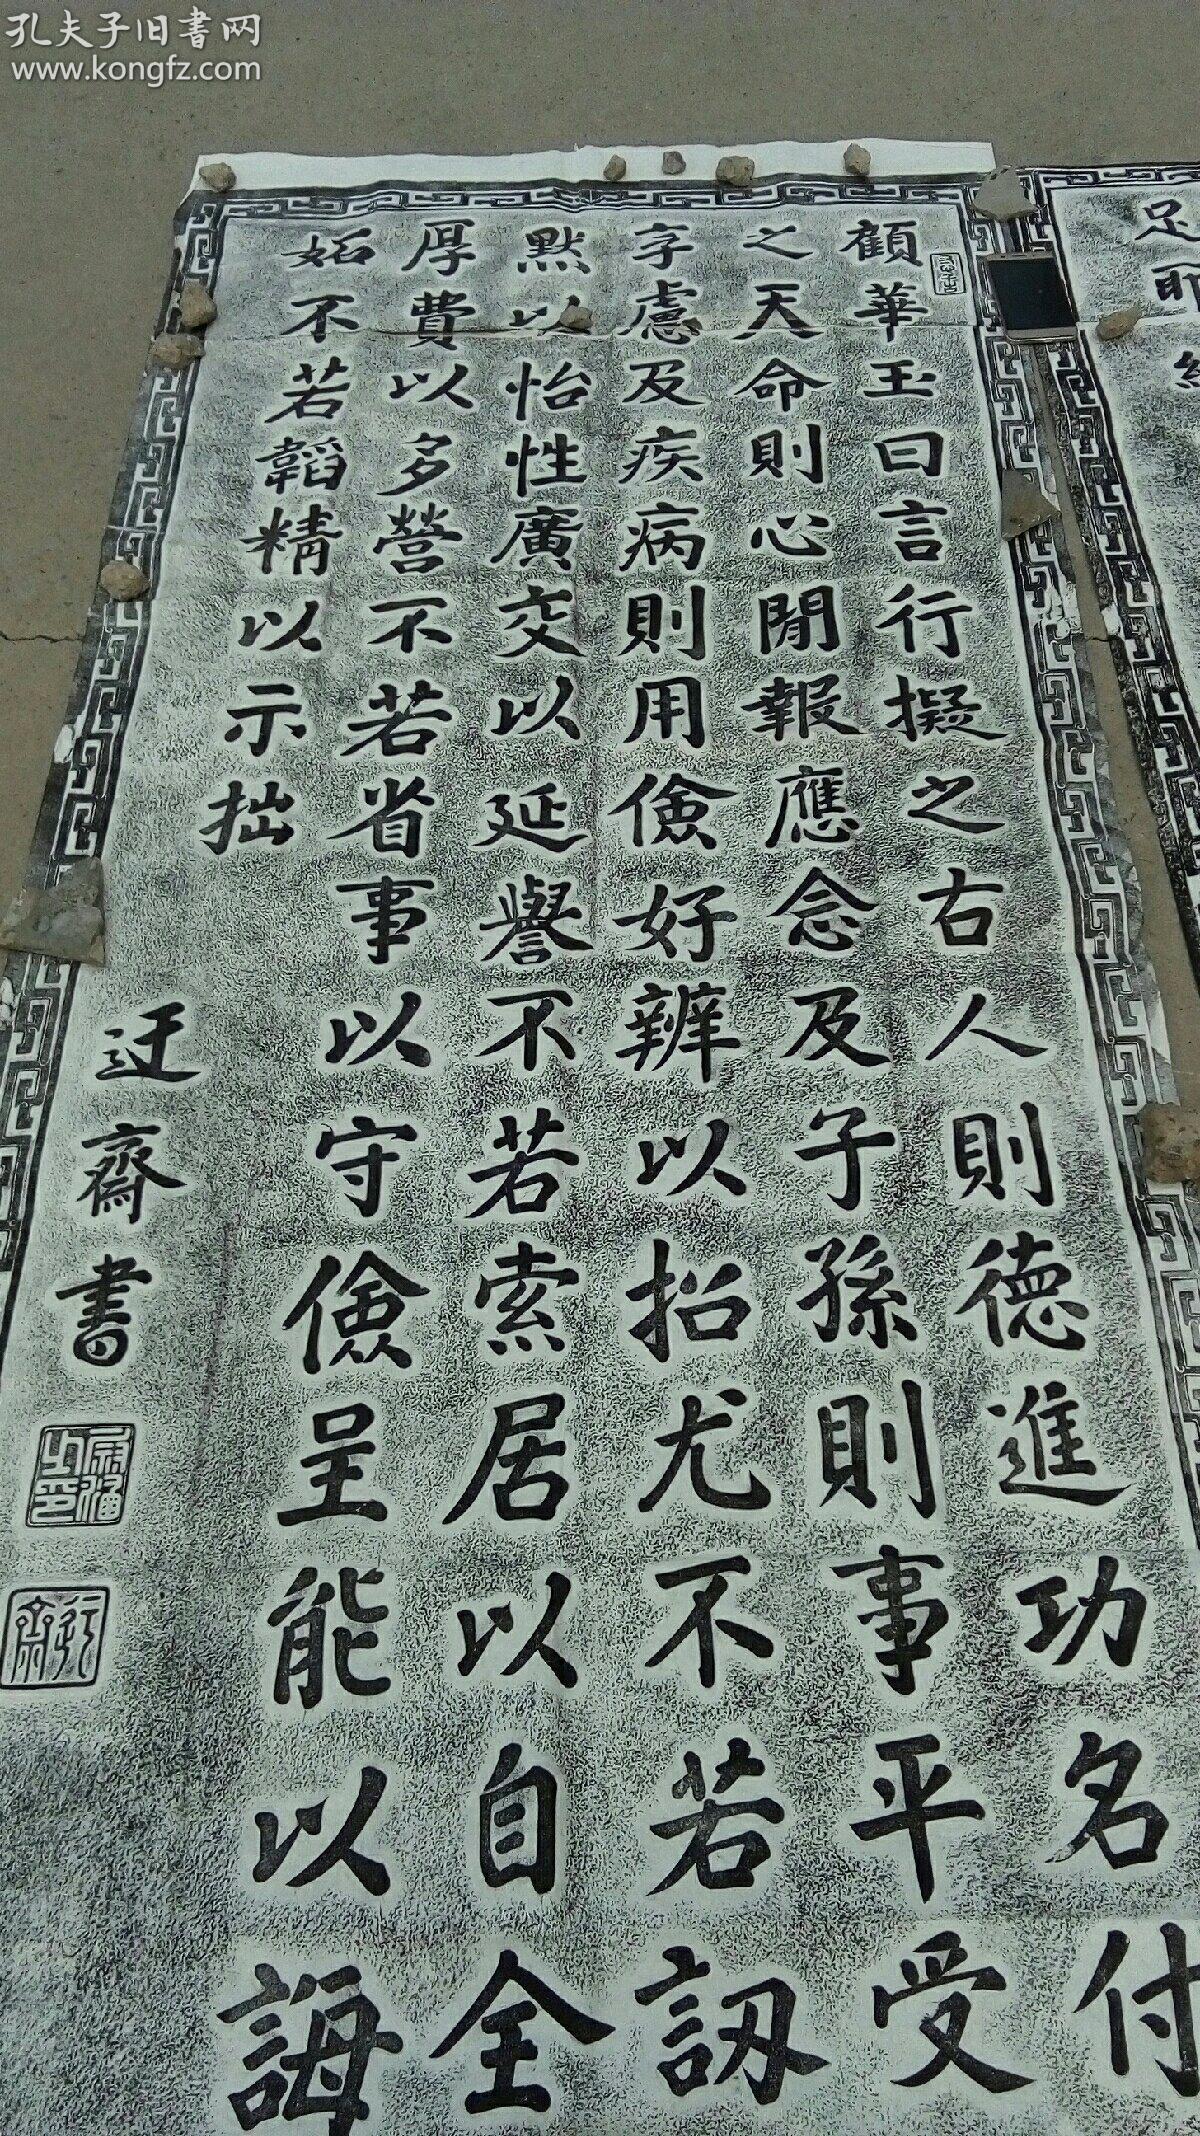 孔夫子旧書网
www.kongfz.com
顧華玉曰言行擬之古人則德進功名付
之天命則心閒報應念及子孫則事平受
享慮及疾病則用儉好辨以招尤不若訒
默以怡性廣交以延譽不若索居以自全
厚費以多營不若省事以守儉呈能以誨
妬不若韜精以示拙
迂齋書
足耶